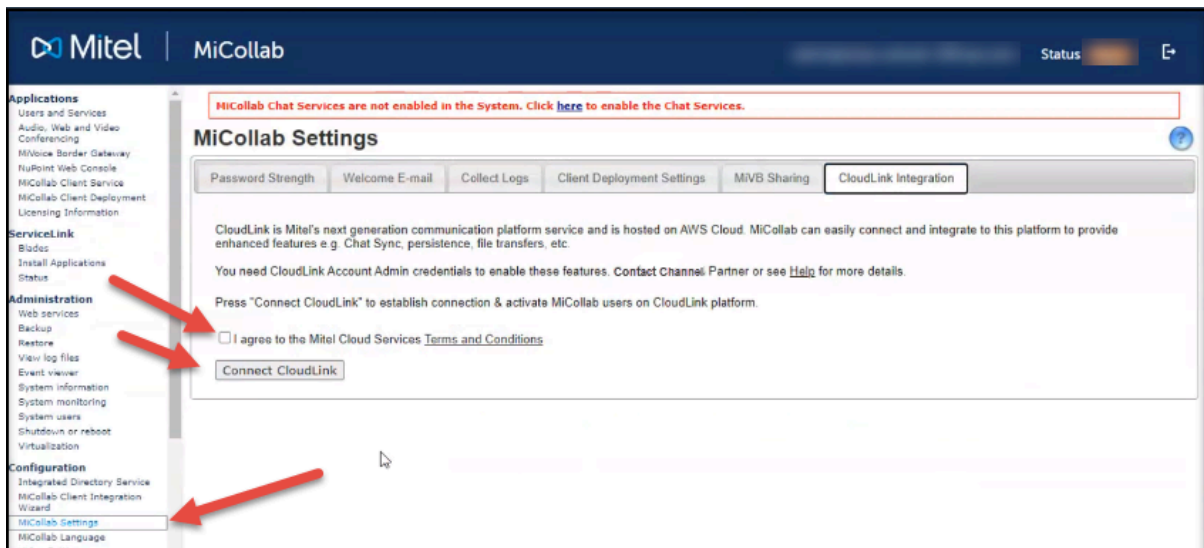 Mitel
MiCollab
Status
Applications
Users and Services
Audio, Web and Video
Conferencing
MiVoice Border Gateway
NuPoint Web Console
MiCollab Client Service
MiCollab Client Deployment
Licensing Information
ServiceLink
Blades
Install Applications
Status
Administration
Web services
Backup
Restore
View log files
Event viewer
System information
System monitoring
System users
Shutdown or reboot
Virtualization
Configuration
Integrated Directory Service
MiCollab Client Integration
Wizard
MiCollab Settings
MiCollab Language
MiCollab Chat Services are not enabled in the System. Click here to enable the Chat Services.
MiCollab Settings
?
Password Strength
Welcome E-mail
Collect Logs
Client Deployment Settings
MiVB Sharing
CloudLink Integration
CloudLink is Mitel's next generation communication platform service and is hosted on AWS Cloud. MiCollab can easily connect and integrate to this platform to provide
enhanced features e.g. Chat Sync, persistence, file transfers, etc.
You need CloudLink Account Admin credentials to enable these features. Contact Channel Partner or see Help for more details.
Press "Connect CloudLink" to establish connection & activate MiCollab users on CloudLink platform.
I agree to the Mitel Cloud Services Terms and Conditions
Connect CloudLink